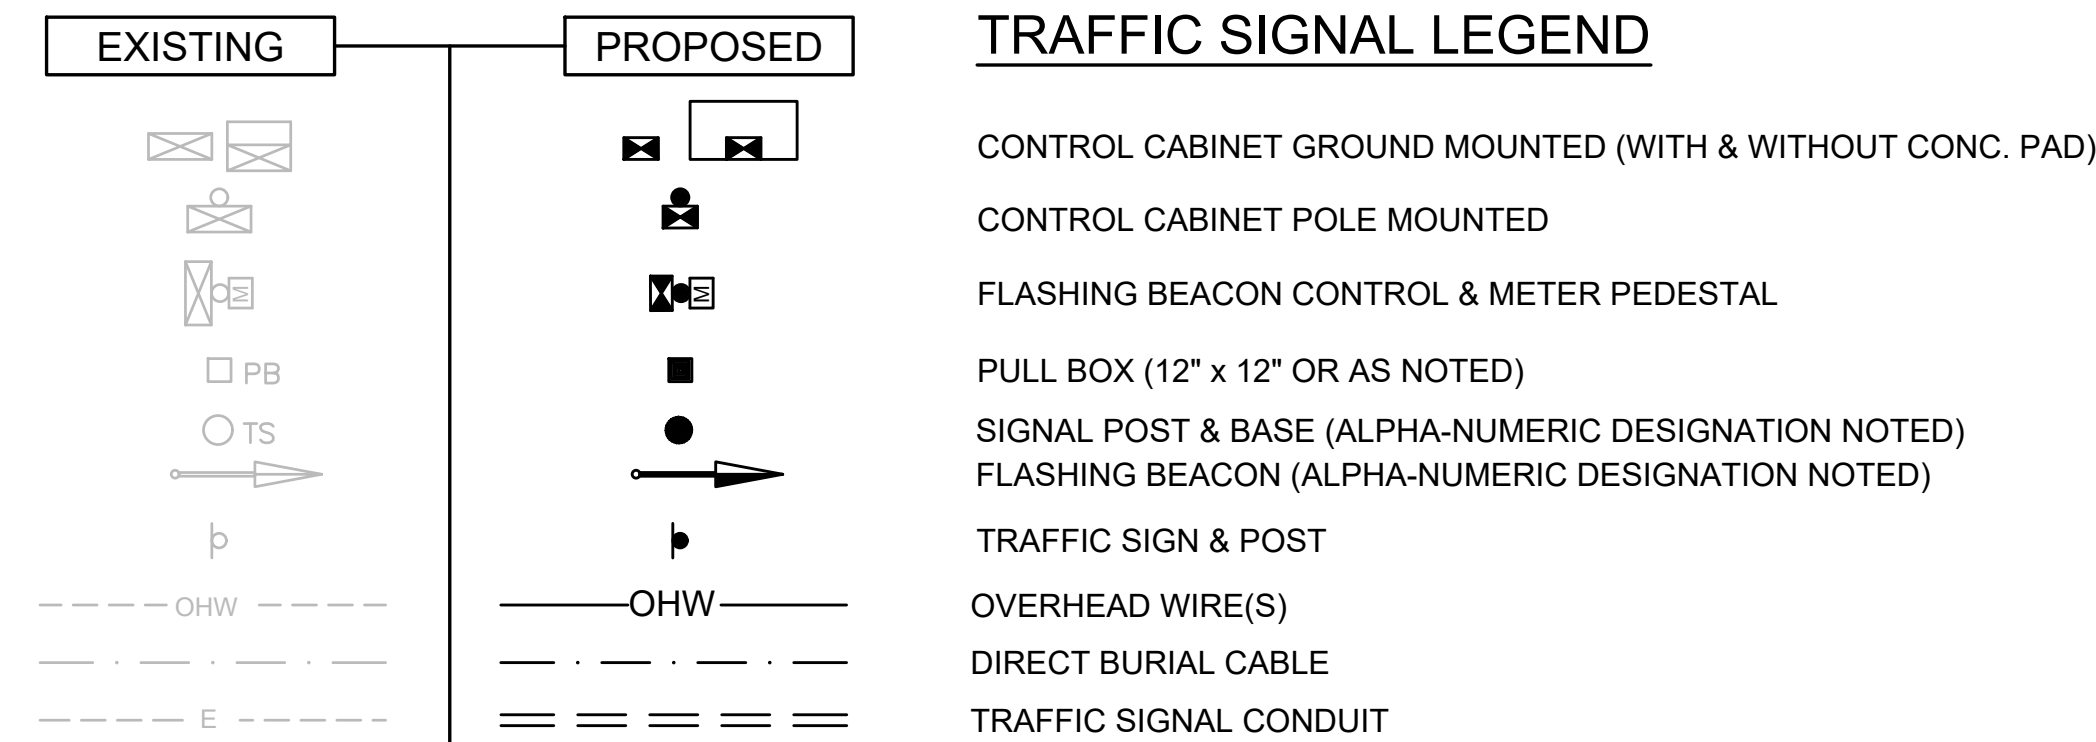 EXISTING PROPOSED TRAFFIC SIGNAL LEGEND
CONTROL CABINET GROUND MOUNTED (WITH & WITHOUT CONC. PAD)
CONTROL CABINET POLE MOUNTED
M M FLASHING BEACON CONTROL & METER PEDESTAL
PB PULL BOX (12" x 12" OR AS NOTED)
TS SIGNAL POST & BASE (ALPHA-NUMERIC DESIGNATION NOTED)
FLASHING BEACON (ALPHA-NUMERIC DESIGNATION NOTED)
TRAFFIC SIGN & POST
OHW OHW OVERHEAD WIRE(S)
DIRECT BURIAL CABLE
E TRAFFIC SIGNAL CONDUIT